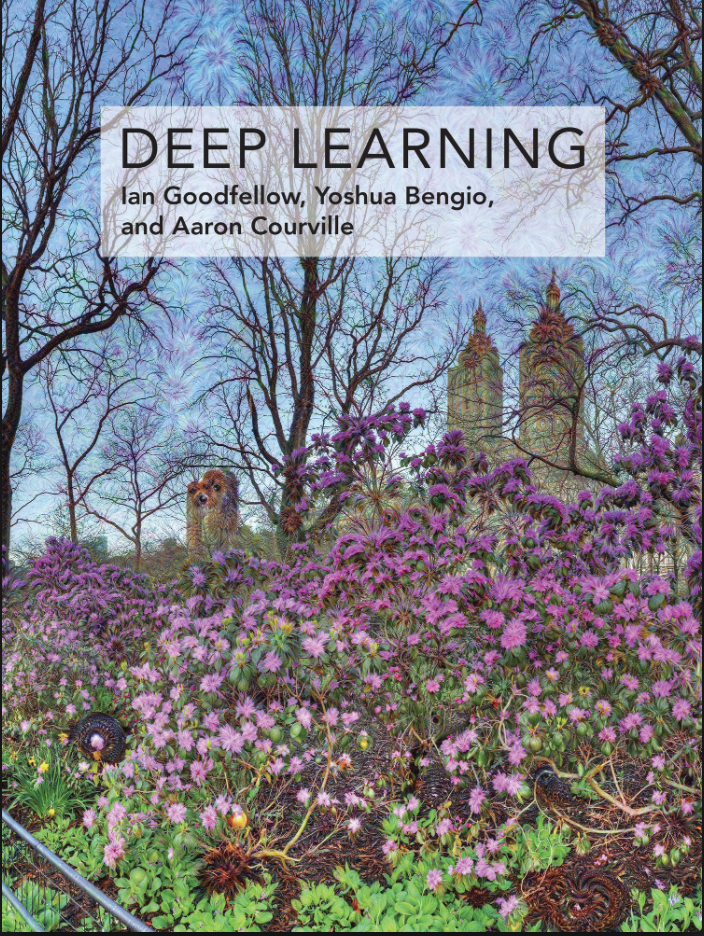 DEEP LEARNING
Ian Goodfellow, Yoshua Bengio,
and Aaron Courville